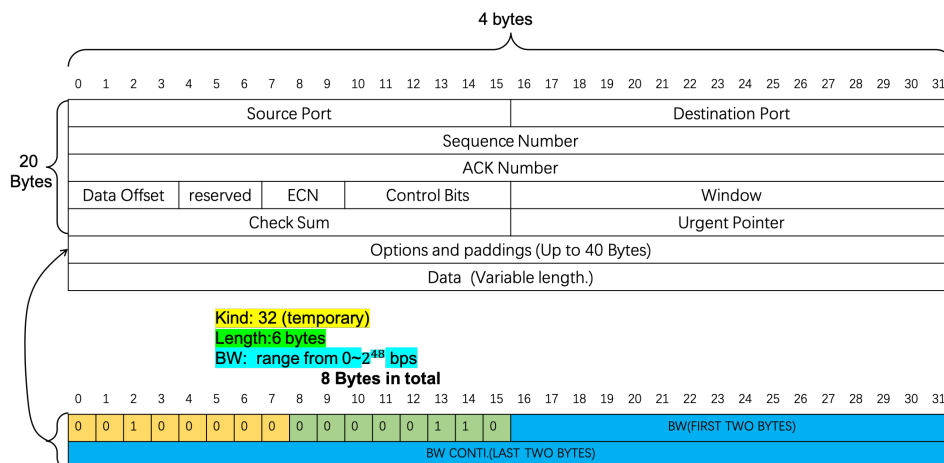 4 bytes
0 1 2 3 4 5 6 7 8 9 10 11 12 13 14 15 16 17 18 19 20 21 22 23 24 25 26 27 28 29 30 31
Source Port Destination Port
Sequence Number
20 Bytes
ACK Number
Data Offset reserved ECN Control Bits Window
Check Sum Urgent Pointer
Options and paddings (Up to 40 Bytes)
Data (Variable length.)
Kind: 32 (temporary)
Length:6 bytes
BW: range from 0~2⁴⁸ bps
8 Bytes in total
0 1 2 3 4 5 6 7 8 9 10 11 12 13 14 15 16 17 18 19 20 21 22 23 24 25 26 27 28 29 30 31
0 0 1 0 0 0 0 0 0 0 0 0 0 1 1 0 BW(FIRST TWO BYTES)
BW CONTI.(LAST TWO BYTES)